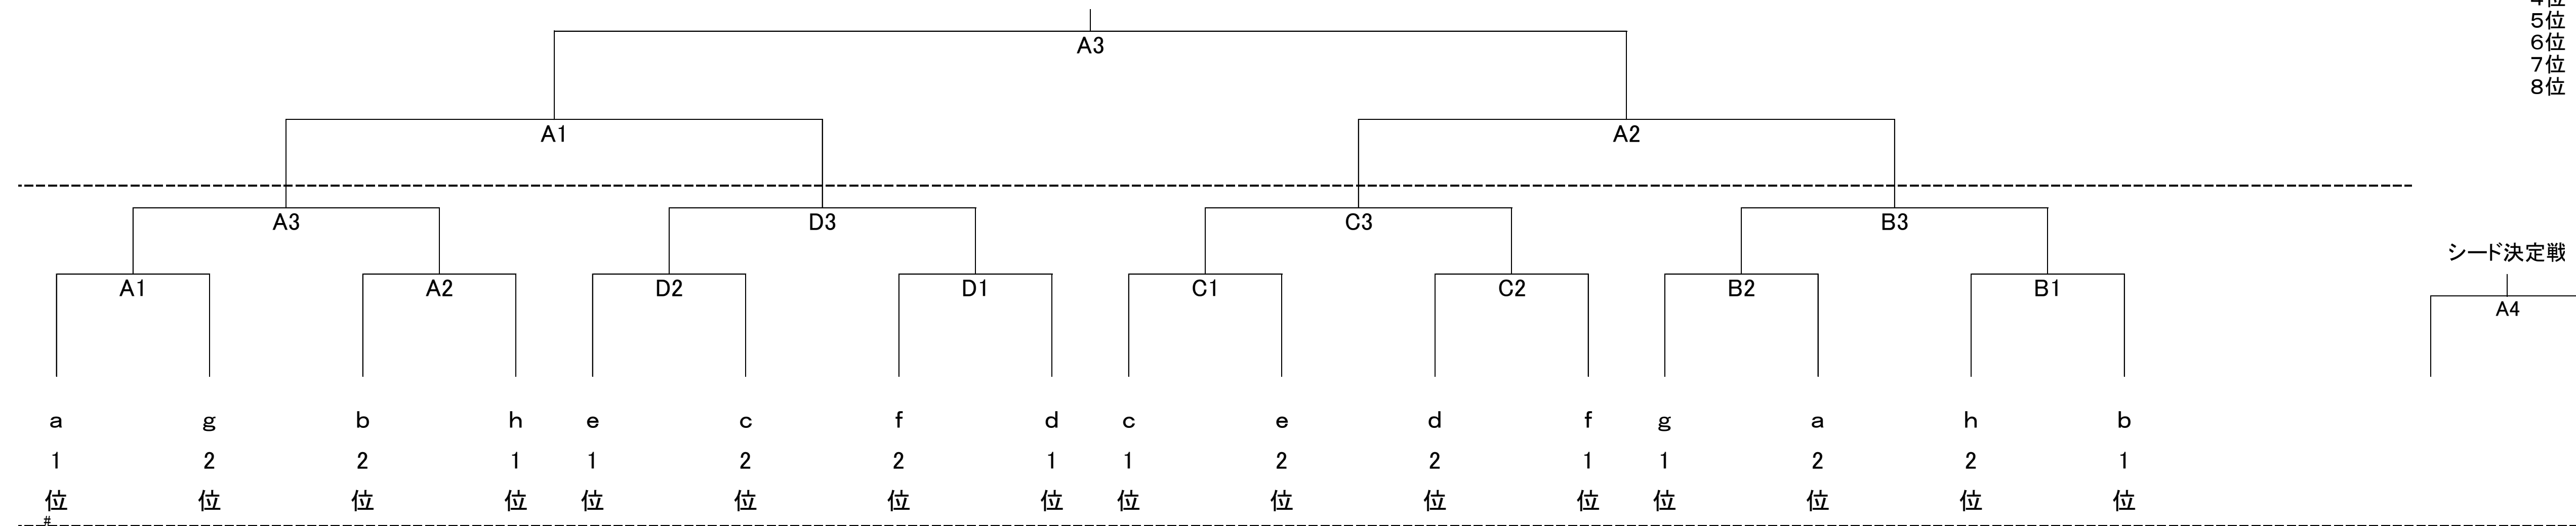 4位
5位
6位
7位
8位
A3
A1 A2
A3 D3 C3 B3
シード決定戦
A1 A2 D2 D1 C1 C2 B2 B1
A4
a g b h e c f d c e d f g a h b
1 2 2 1 1 2 2 1 1 2 2 1 1 2 2 1
位 位 位 位 位 位 位 位 位 位 位 位 位 位 位 位
#